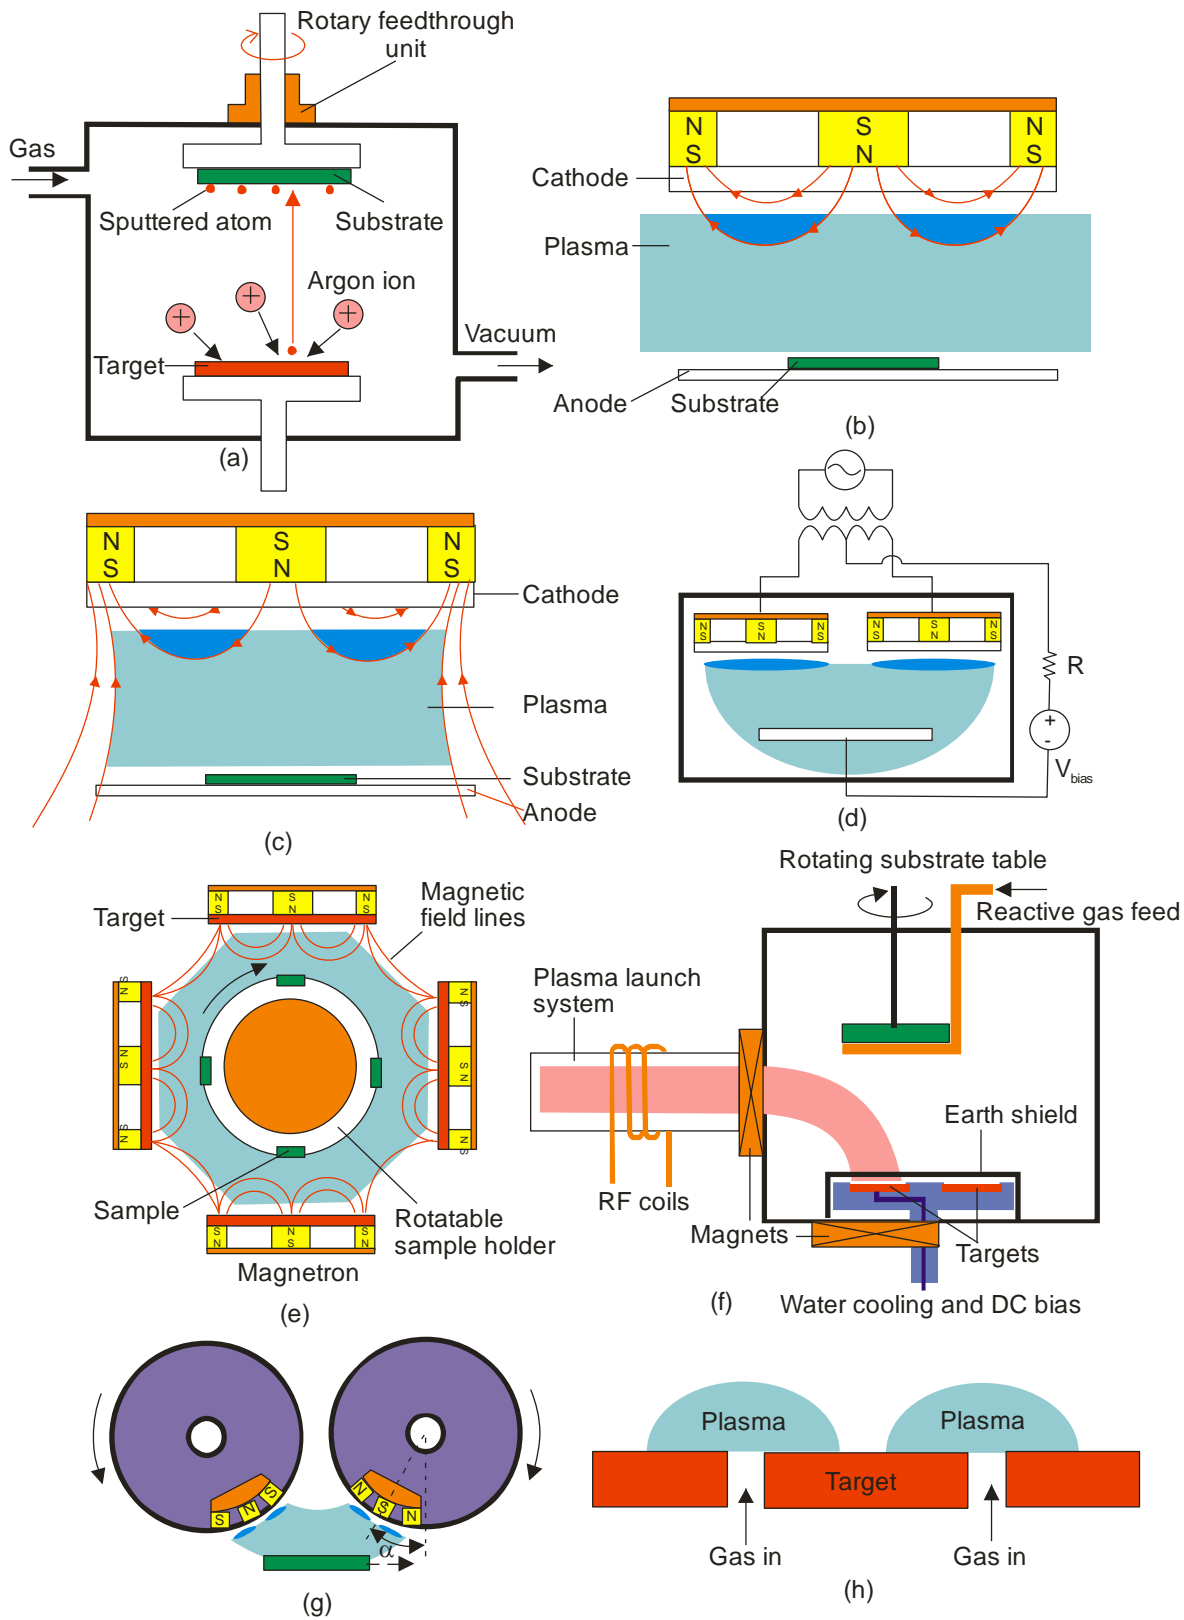 Rotary feedthrough
unit
Gas
Sputtered atom
Substrate
Argon ion
Vacuum
Target
(a)
N
S
S
N
N
S
Cathode
Plasma
Anode
Substrate
(b)
N
S
S
N
N
S
Cathode
Plasma
Substrate
Anode
(c)
N
S
S
N
N
S
N
S
S
N
N
S
R
+
-
Vbias
(d)
Target
N
S
S
N
N
S
Magnetic
field lines
S
N
N
S
S
N
N
S
S
N
N
S
Sample
Rotatable
sample holder
S
N
N
S
S
N
Magnetron
(e)
Rotating substrate table
Reactive gas feed
Plasma launch
system
Earth shield
RF coils
Magnets
Targets
(f)
Water cooling and DC bias
S
N
S
N
S
N
α
(g)
Plasma
Plasma
Target
Gas in
Gas in
(h)